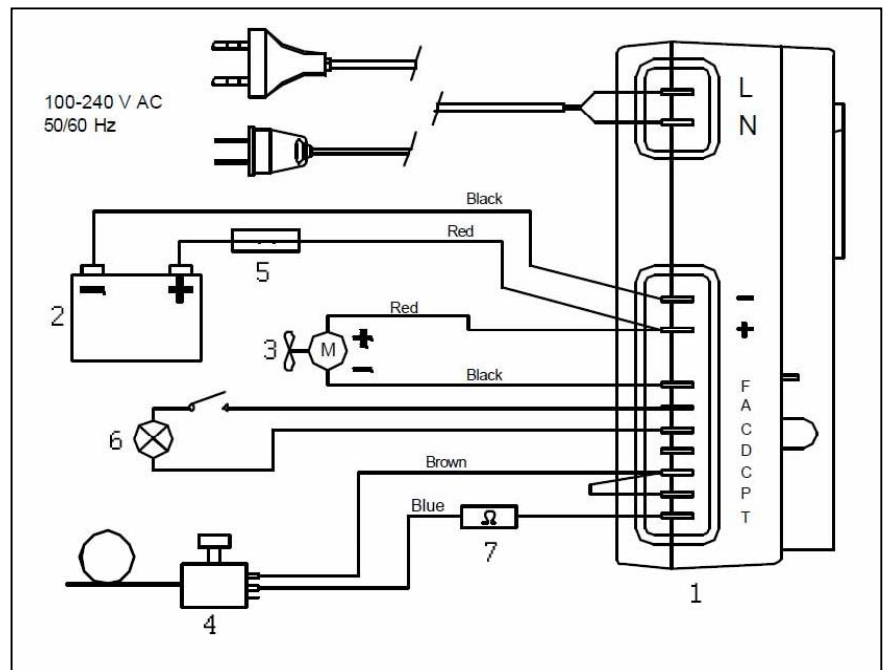 100-240 V AC
50/60 Hz
L
N
Black
Red
5
2
− +
−
+
Red
3
M
+
−
Black
F
A
6
C
D
Brown
C
P
Blue
Ω
T
7
4
1